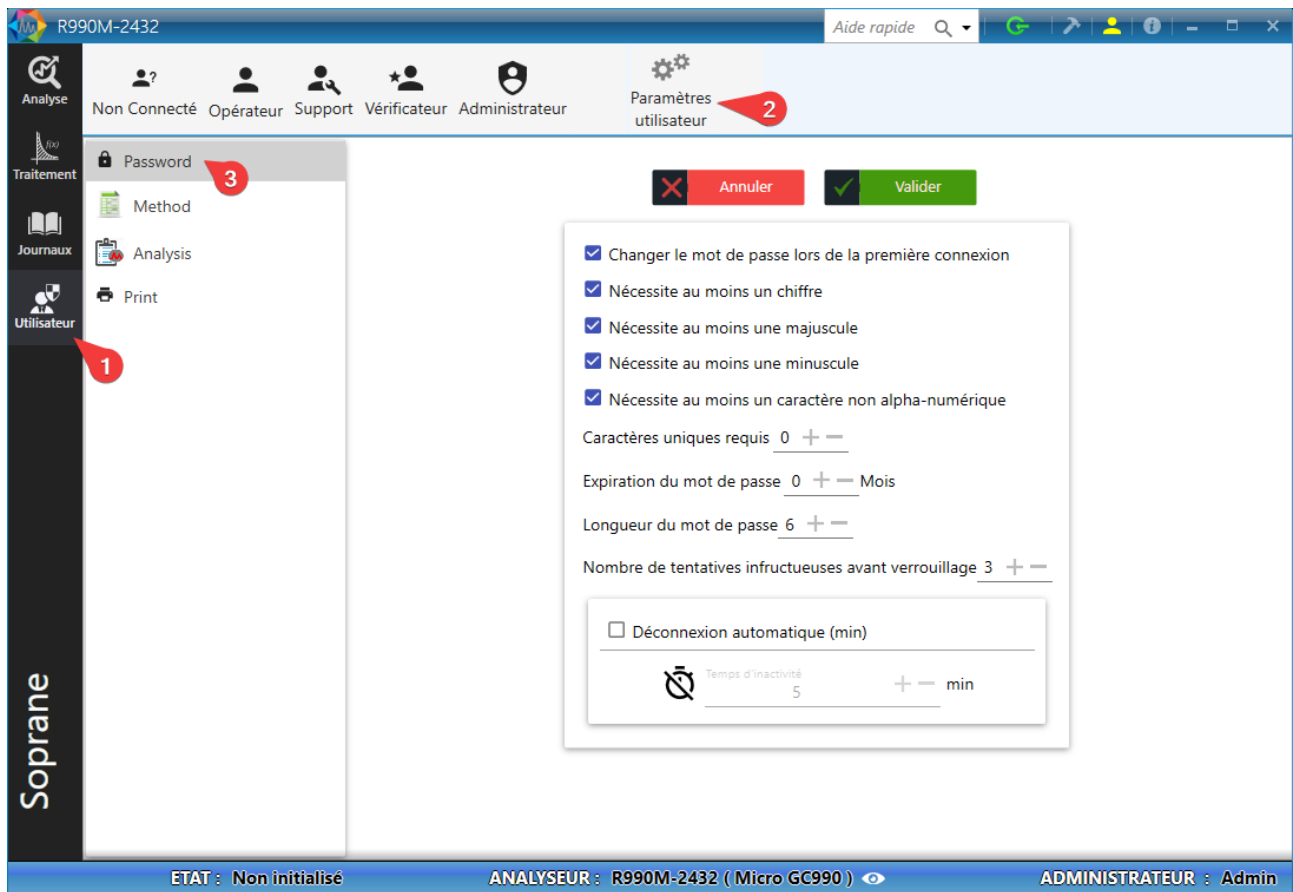 R990M-2432
Aide rapide
Analyse
Traitement
f(x)
Journaux
Utilisateur
Soprane
Non Connecté
Opérateur
Support
Vérificateur
Administrateur
Paramètres
utilisateur
2
Password
3
Method
Analysis
Print
1
Annuler
Valider
Changer le mot de passe lors de la première connexion
Nécessite au moins un chiffre
Nécessite au moins une majuscule
Nécessite au moins une minuscule
Nécessite au moins un caractère non alpha-numérique
Caractères uniques requis 0
Expiration du mot de passe 0 Mois
Longueur du mot de passe 6
Nombre de tentatives infructueuses avant verrouillage 3
Déconnexion automatique (min)
Temps d'inactivité
5 min
ETAT : Non initialisé
ANALYSEUR : R990M-2432 ( Micro GC990 )
ADMINISTRATEUR : Admin